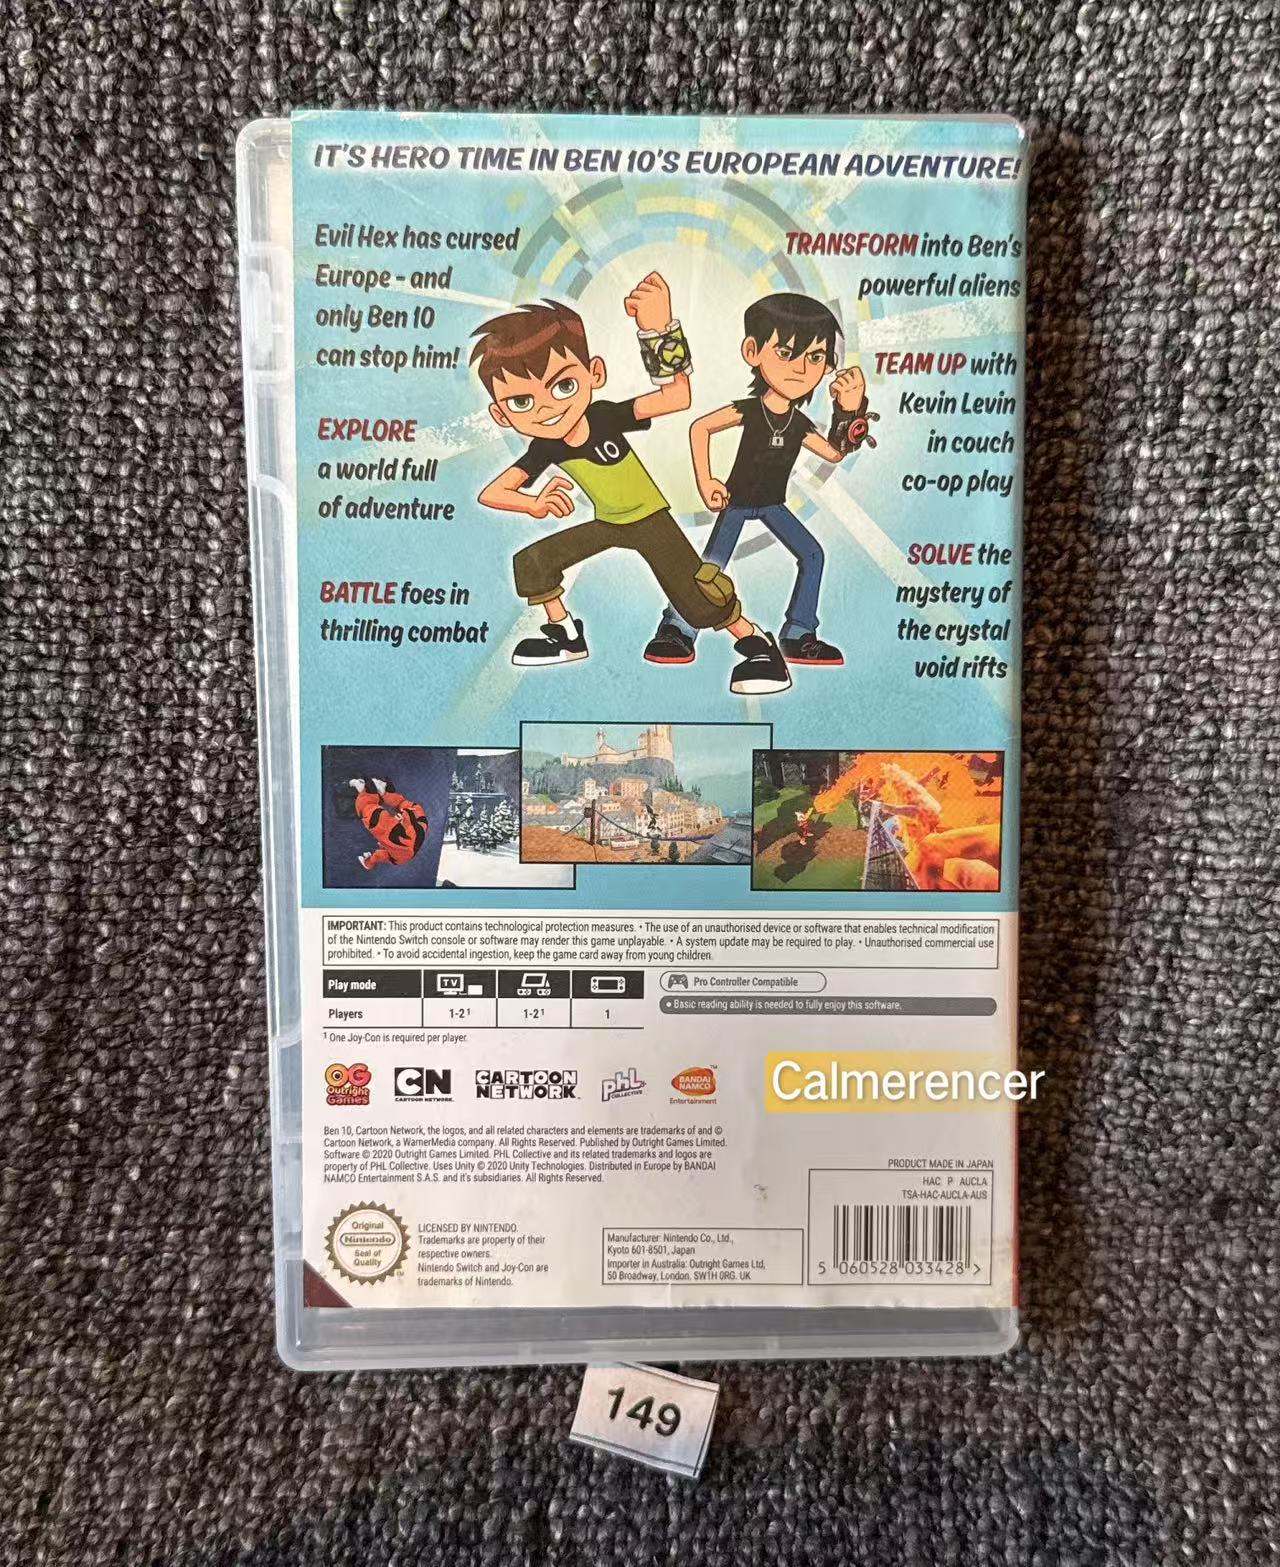 IT'S HERO TIME IN BEN 10'S EUROPEAN ADVENTURE!
Evil Hex has cursed
Europe - and
only Ben 10
can stop him!
EXPLORE
a world full
of adventure
BATTLE foes in
thrilling combat
TRANSFORM into Ben's
powerful aliens
TEAM UP with
Kevin Levin
in couch
co-op play
SOLVE the
mystery of
the crystal
void rifts
10
IMPORTANT: This product contains technological protection measures. • The use of an unauthorised device or software that enables technical modification
of the Nintendo Switch console or software may render this game unplayable. • A system update may be required to play. • Unauthorised commercial use
prohibited. • To avoid accidental ingestion, keep the game card away from young children.
Play mode TV
Players 1-2¹ 1-2¹ 1
¹ One Joy-Con is required per player.
Pro Controller Compatible
• Basic reading ability is needed to fully enjoy this software.
OG
Outright
Games
CN
CARTOON NETWORK.
CARTOON
NETWORK.
phL
COLLECTIVE
BANDAI
NAMCO
Entertainment
TM
Calmerencer
Ben 10, Cartoon Network, the logos, and all related characters and elements are trademarks of and ©
Cartoon Network, a WarnerMedia company. All Rights Reserved. Published by Outright Games Limited.
Software © 2020 Outright Games Limited. PHL Collective and its related trademarks and logos are
property of PHL Collective. Uses Unity © 2020 Unity Technologies. Distributed in Europe by BANDAI
NAMCO Entertainment S.A.S. and it's subsidiaries. All Rights Reserved.
PRODUCT MADE IN JAPAN
HAC P AUCLA
TSA-HAC-AUCLA-AUS
5 060528 033428 >
Original
Nintendo
Seal of
Quality
TM
LICENSED BY NINTENDO.
Trademarks are property of their
respective owners.
Nintendo Switch and Joy-Con are
trademarks of Nintendo.
Manufacturer: Nintendo Co., Ltd.,
Kyoto 601-8501, Japan
Importer in Australia: Outright Games Ltd,
50 Broadway, London, SW1H 0RG. UK
149